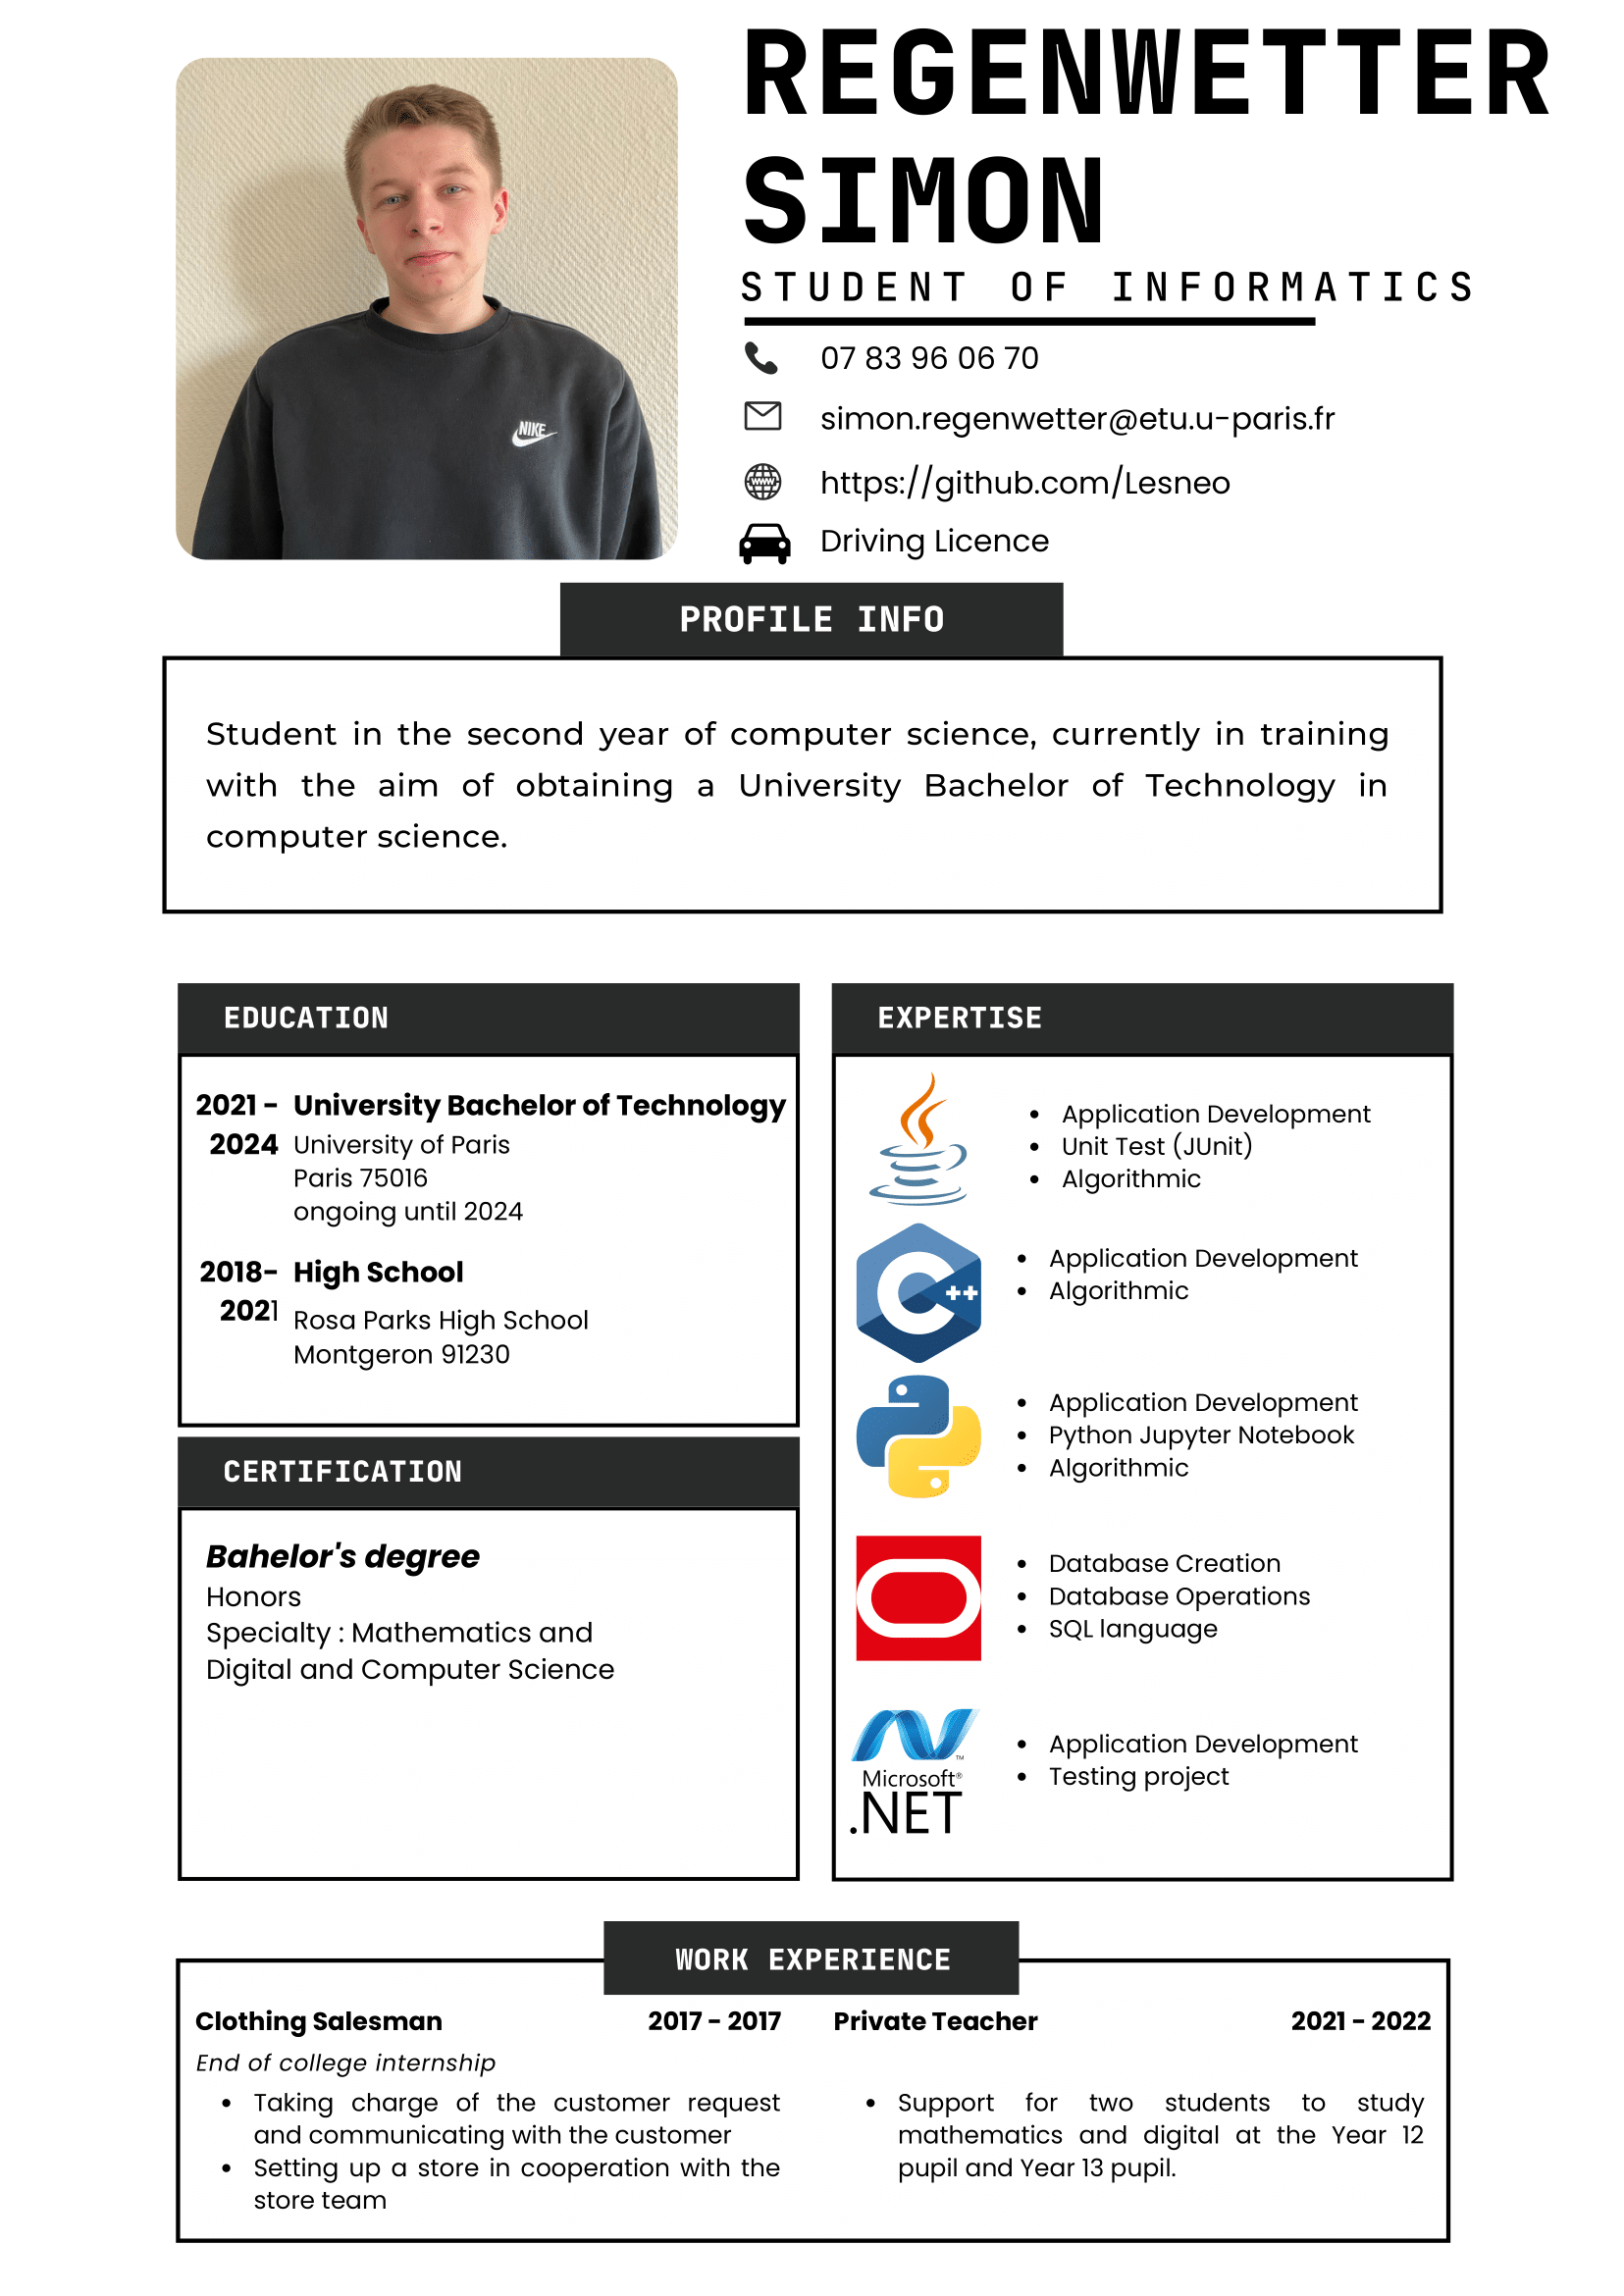 REGENWETTER
SIMON
STUDENT OF INFORMATICS
07 83 96 06 70
simon.regenwetter@etu.u-paris.fr
www
https://github.com/Lesneo
Driving Licence
NIKE
PROFILE INFO
Student in the second year of computer science, currently in training
with the aim of obtaining a University Bachelor of Technology in
computer science.
EDUCATION
2021 - University Bachelor of Technology
2024 University of Paris
Paris 75016
ongoing until 2024
2018- High School
2021 Rosa Parks High School
Montgeron 91230
CERTIFICATION
Bahelor's degree
Honors
Specialty : Mathematics and
Digital and Computer Science
EXPERTISE
• Application Development
• Unit Test (JUnit)
• Algorithmic
C++
• Application Development
• Algorithmic
• Application Development
• Python Jupyter Notebook
• Algorithmic
• Database Creation
• Database Operations
• SQL language
TM
Microsoft®
.NET
• Application Development
• Testing project
WORK EXPERIENCE
Clothing Salesman 2017 - 2017
End of college internship
• Taking charge of the customer request
and communicating with the customer
• Setting up a store in cooperation with the
store team
Private Teacher 2021 - 2022
• Support for two students to study
mathematics and digital at the Year 12
pupil and Year 13 pupil.